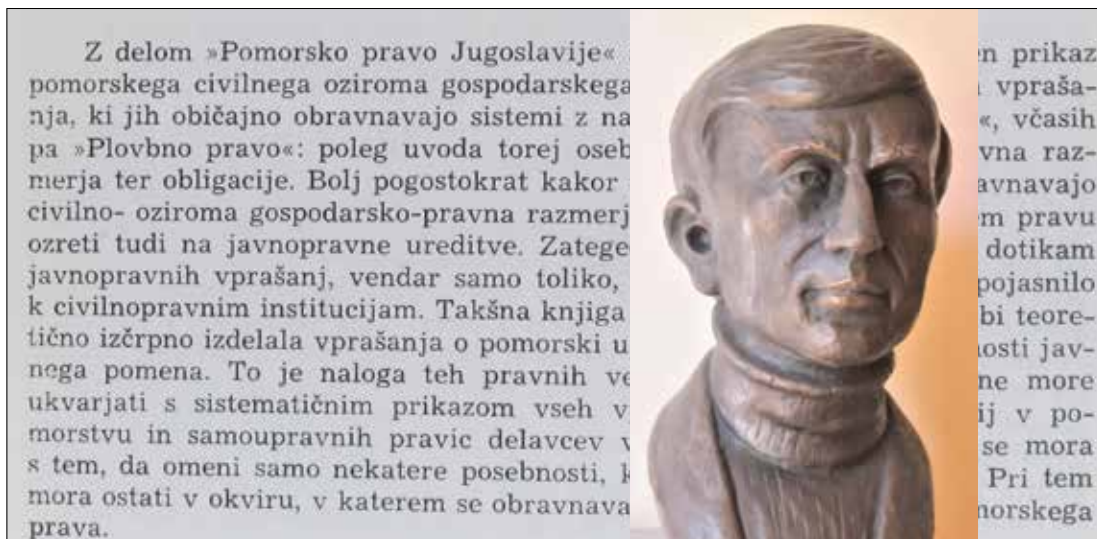 Z delom »Pomorsko pravo Jugoslavije« en prikaz
pomorskega civilnega oziroma gospodarskega vpraša-
nja, ki jih običajno obravnavajo sistemi z na «, včasih
pa »Plovbno pravo«: poleg uvoda torej oseb vna raz-
merja ter obligacije. Bolj pogostokrat kakor avnavajo
civilno- oziroma gospodarsko-pravna razmerj em pravu
ozreti tudi na javnopravne ureditve. Zatege dotikam
javnopravnih vprašanj, vendar samo toliko, pojasnilo
k civilnopravnim institucijam. Takšna knjiga bi teore-
tično izčrpno izdelala vprašanja o pomorski u nosti jav-
nega pomena. To je naloga teh pravnih ve ne more
ukvarjati s sistematičnim prikazom vseh v ij v po-
morstvu in samoupravnih pravic delavcev v se mora
s tem, da omeni samo nekatere posebnosti, k Pri tem
mora ostati v okviru, v katerem se obravnava morskega
prava.